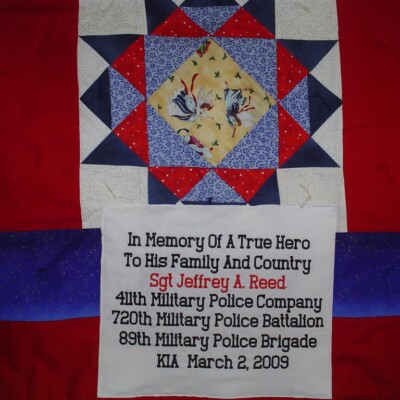 In Memory Of A True Hero
To His Family And Country
Sgt Jeffrey A. Reed
411th Military Police Company
720th Military Police Battalion
89th Military Police Brigade
KIA March 2, 2009